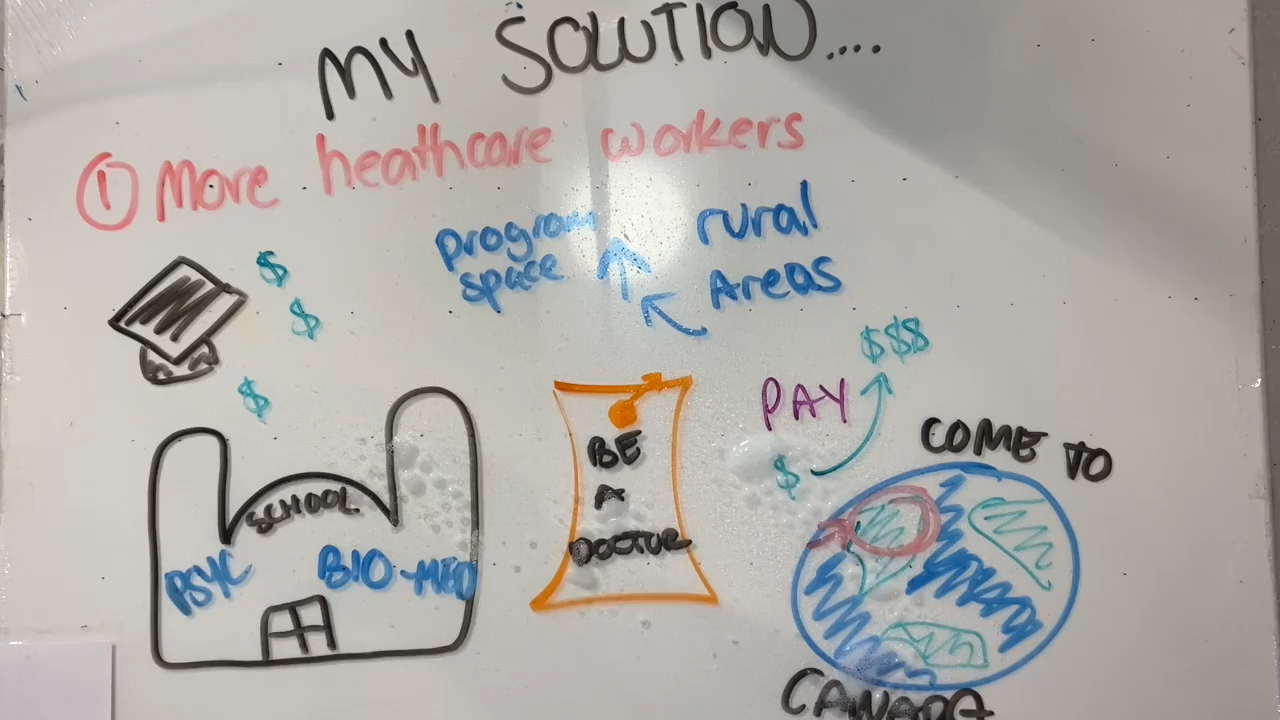 MY SOLUTION....
① More heathcare workers
program space
rural Areas
$
$
$
$$$
PAY
$
COME TO
CANADA
BE
A
DOCTOR
SCHOOL
PSYC BIO-MED